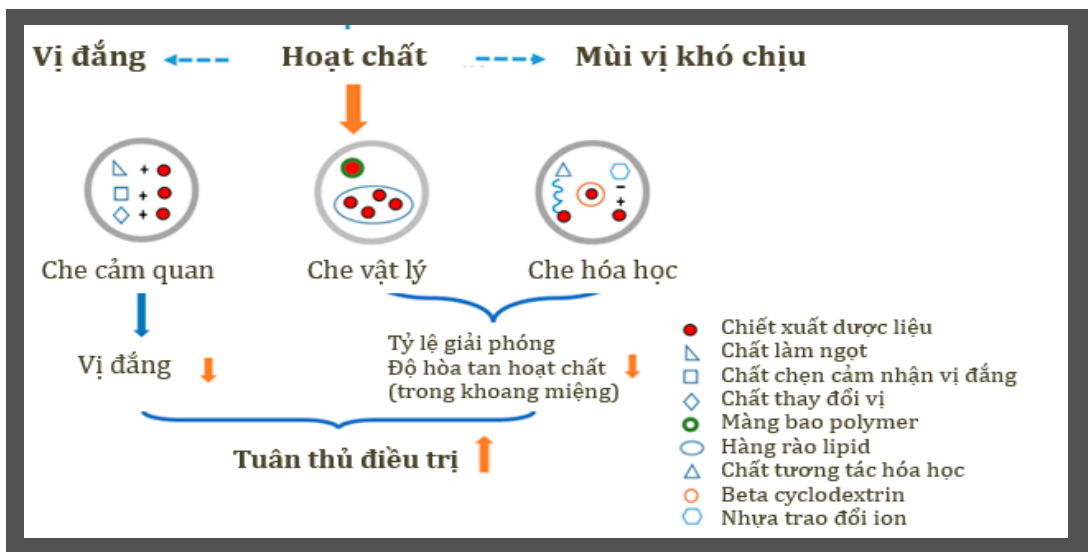 Vị đắng
Hoạt chất
Mùi vị khó chịu
+
+
+
-
+
Che cảm quan
Che vật lý
Che hóa học
Vị đắng
Tỷ lệ giải phóng
Độ hòa tan hoạt chất
(trong khoang miệng)
Tuân thủ điều trị
Chiết xuất dược liệu
Chất làm ngọt
Chất chẹn cảm nhận vị đắng
Chất thay đổi vị
Màng bao polymer
Hàng rào lipid
Chất tương tác hóa học
Beta cyclodextrin
Nhựa trao đổi ion